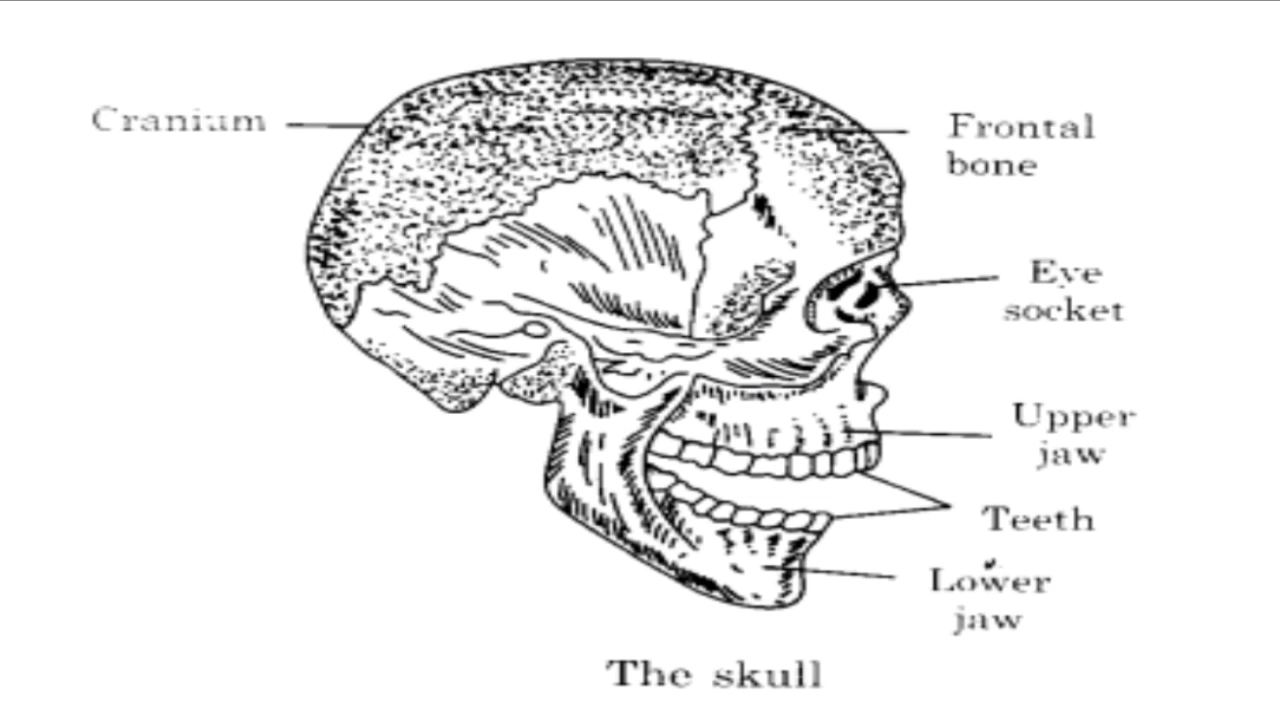 Cranium
Frontal
bone
Eye
socket
Upper
jaw
Teeth
Lower
jaw
The skull